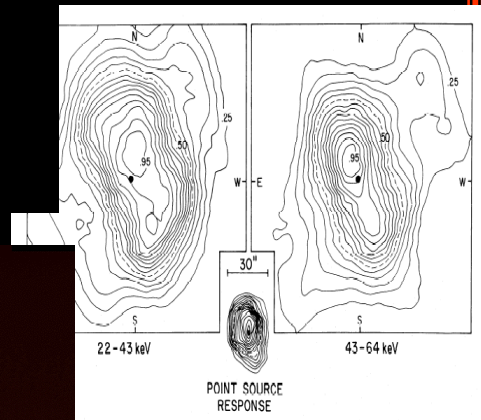 N
.25
.50
.95
W
S
22-43 keV
N
.25
.50
.95
E
W
S
43-64 keV
30"
POINT SOURCE
RESPONSE